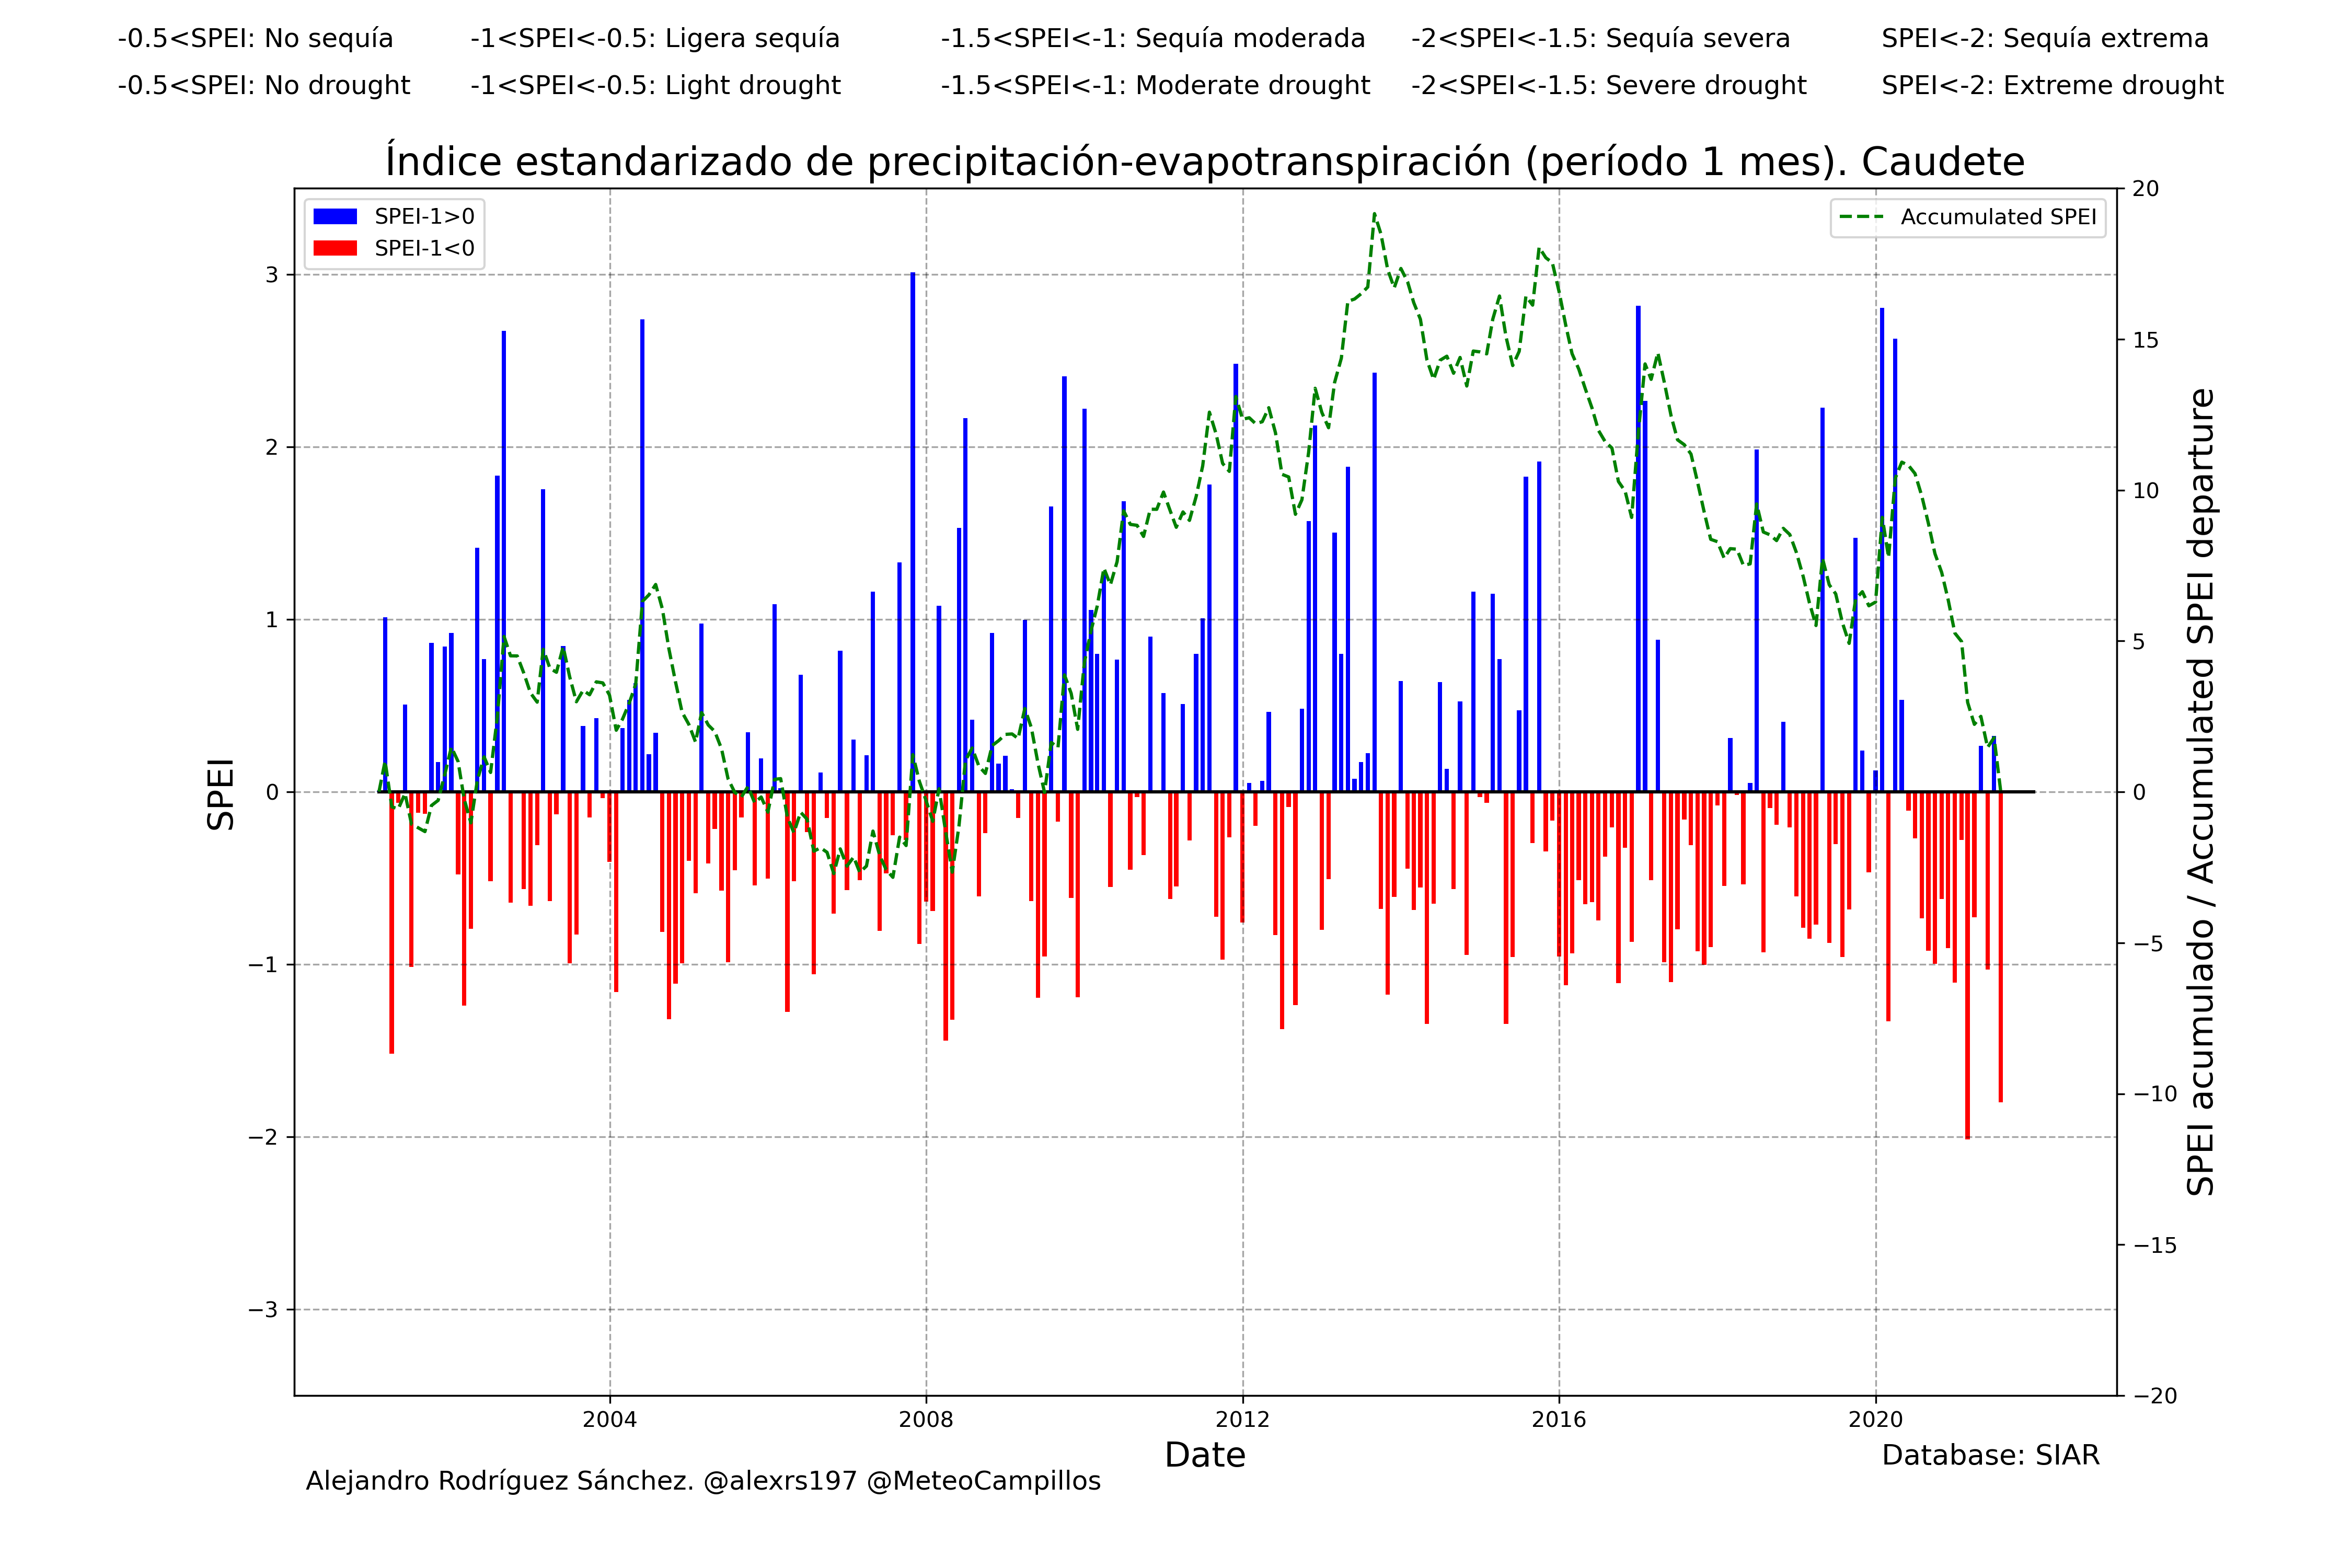 -0.5<SPEI: No sequía -1<SPEI<-0.5: Ligera sequía -1.5<SPEI<-1: Sequía moderada -2<SPEI<-1.5: Sequía severa SPEI<-2: Sequía extrema
-0.5<SPEI: No drought -1<SPEI<-0.5: Light drought -1.5<SPEI<-1: Moderate drought -2<SPEI<-1.5: Severe drought SPEI<-2: Extreme drought
Índice estandarizado de precipitación-evapotranspiración (período 1 mes). Caudete
SPEI-1>0
SPEI-1<0
Accumulated SPEI
SPEI
3
2
1
0
−1
−2
−3
20
15
10
5
0
−5
−10
−15
−20
SPEI acumulado / Accumulated SPEI departure
2004 2008 2012 2016 2020
Date
Database: SIAR
Alejandro Rodríguez Sánchez. @alexrs197 @MeteoCampillos